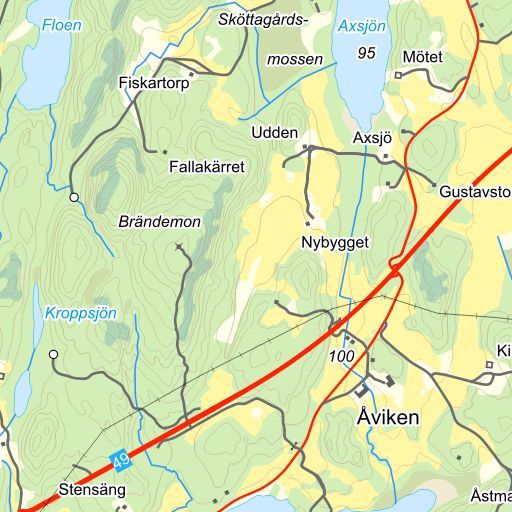 Floen
Sköttagårds-
mossen
Axsjön
95
Mötet
Fiskartorp
Udden
Axsjö
Fallakärret
Gustavsto
Brändemon
Nybygget
Kroppsjön
100
Ki
Åviken
49
Stensäng
Åstma